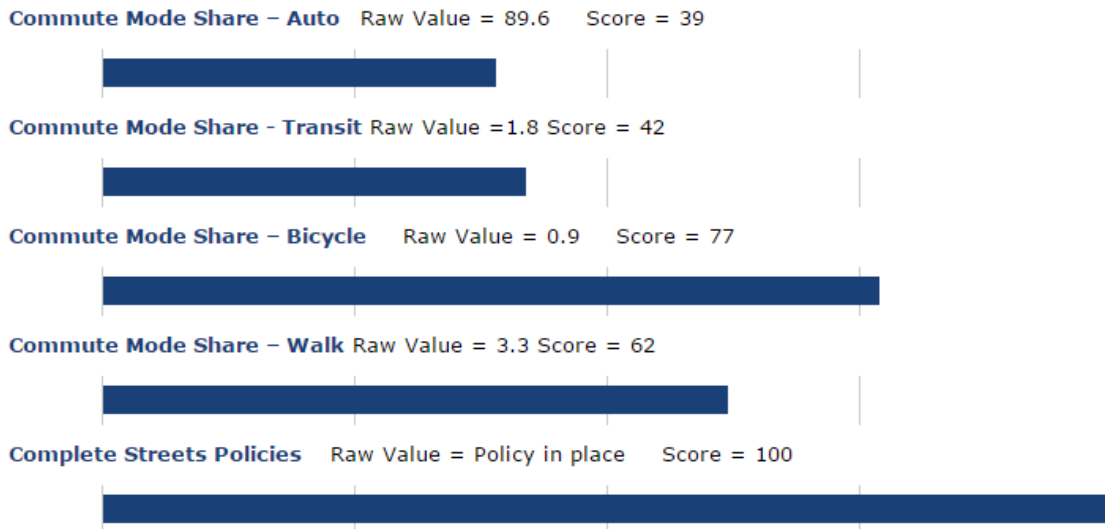 Commute Mode Share – Auto Raw Value = 89.6 Score = 39
Commute Mode Share - Transit Raw Value =1.8 Score = 42
Commute Mode Share – Bicycle Raw Value = 0.9 Score = 77
Commute Mode Share – Walk Raw Value = 3.3 Score = 62
Complete Streets Policies Raw Value = Policy in place Score = 100